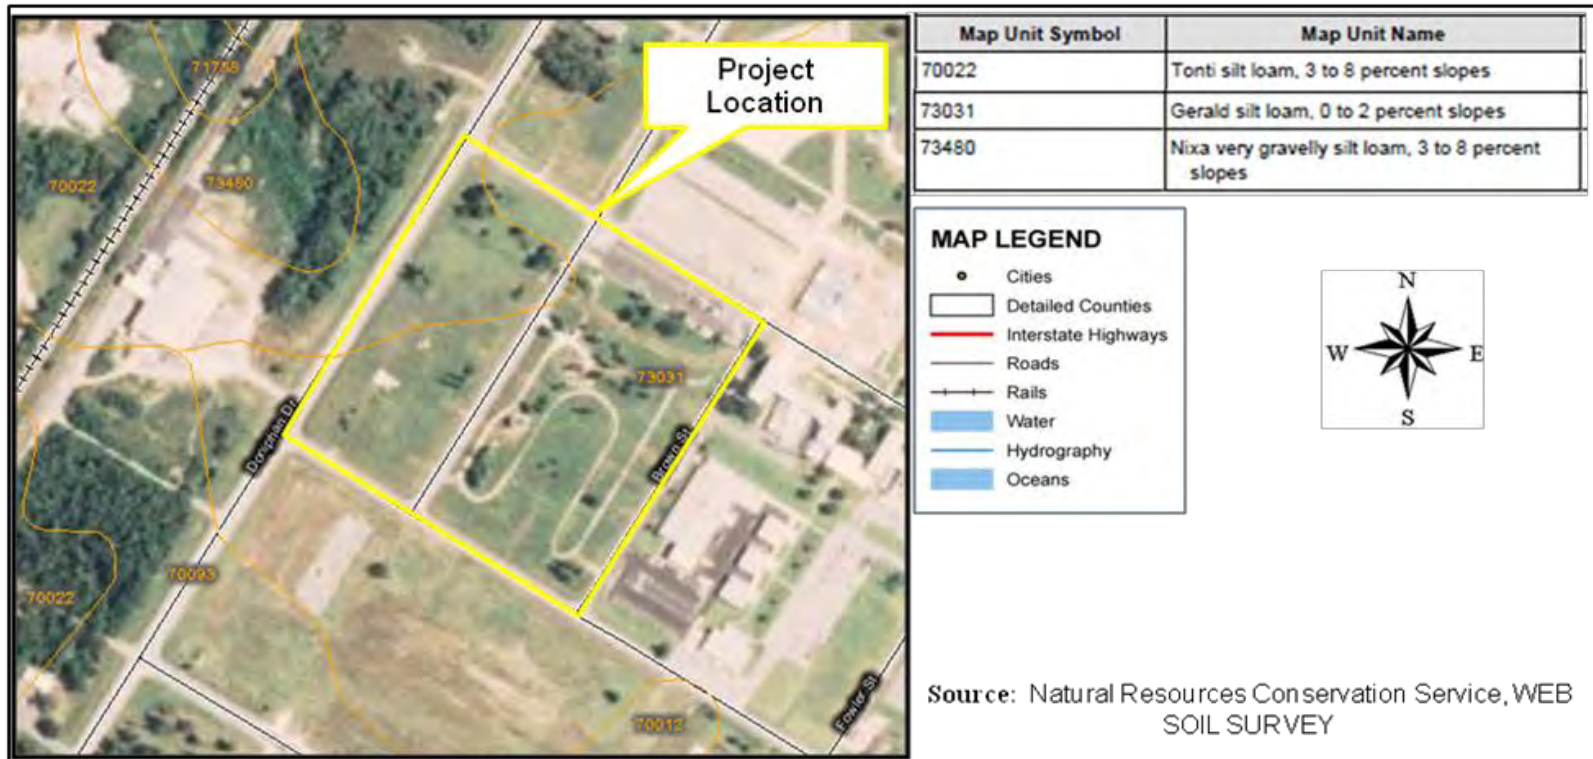 Project
Location
71758
70022
73480
73031
Doniphan Dr
Brown St
70093
70022
70012
Fowler St
Map Unit Symbol Map Unit Name
70022 Tonti silt loam, 3 to 8 percent slopes
73031 Gerald silt loam, 0 to 2 percent slopes
73480 Nixa very gravelly silt loam, 3 to 8 percent
slopes
MAP LEGEND
Cities
Detailed Counties
Interstate Highways
Roads
Rails
Water
Hydrography
Oceans
N
W E
S
Source: Natural Resources Conservation Service, WEB
SOIL SURVEY